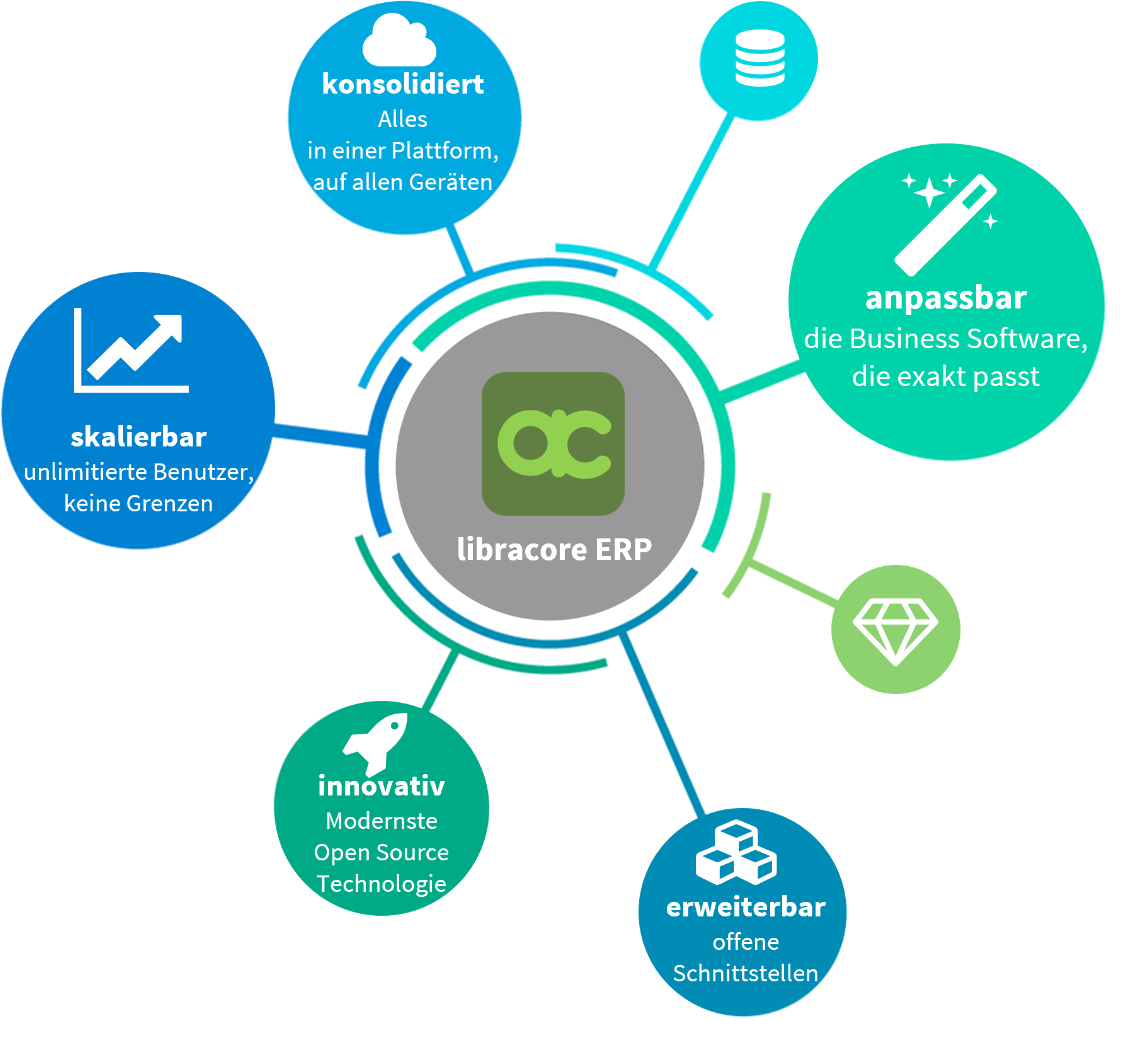 konsolidiert
Alles
in einer Plattform,
auf allen Geräten
anpassbar
die Business Software,
die exakt passt
skalierbar
unlimitierte Benutzer,
keine Grenzen
ac
libracore ERP
innovativ
Modernste
Open Source
Technologie
erweiterbar
offene
Schnittstellen